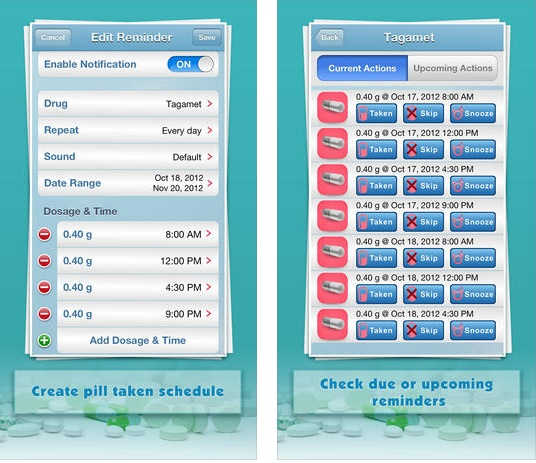 Cancel Edit Reminder Save
Enable Notification ON
Drug Tagamet
Repeat Every day
Sound Default
Date Range Oct 18, 2012
Nov 20, 2012
Dosage & Time
0.40 g 8:00 AM
0.40 g 12:00 PM
0.40 g 4:30 PM
0.40 g 9:00 PM
Add Dosage & Time
Create pill taken schedule
Back Tagamet
Current Actions Upcoming Actions
0.40 g @ Oct 17, 2012 8:00 AM
Taken Skip Snooze
0.40 g @ Oct 17, 2012 12:00 PM
Taken Skip Snooze
0.40 g @ Oct 17, 2012 4:30 PM
Taken Skip Snooze
0.40 g @ Oct 17, 2012 9:00 PM
Taken Skip Snooze
0.40 g @ Oct 18, 2012 8:00 AM
Taken Skip Snooze
0.40 g @ Oct 18, 2012 12:00 PM
Taken Skip Snooze
0.40 g @ Oct 18, 2012 4:30 PM
Taken Skip Snooze
Check due or upcoming
reminders